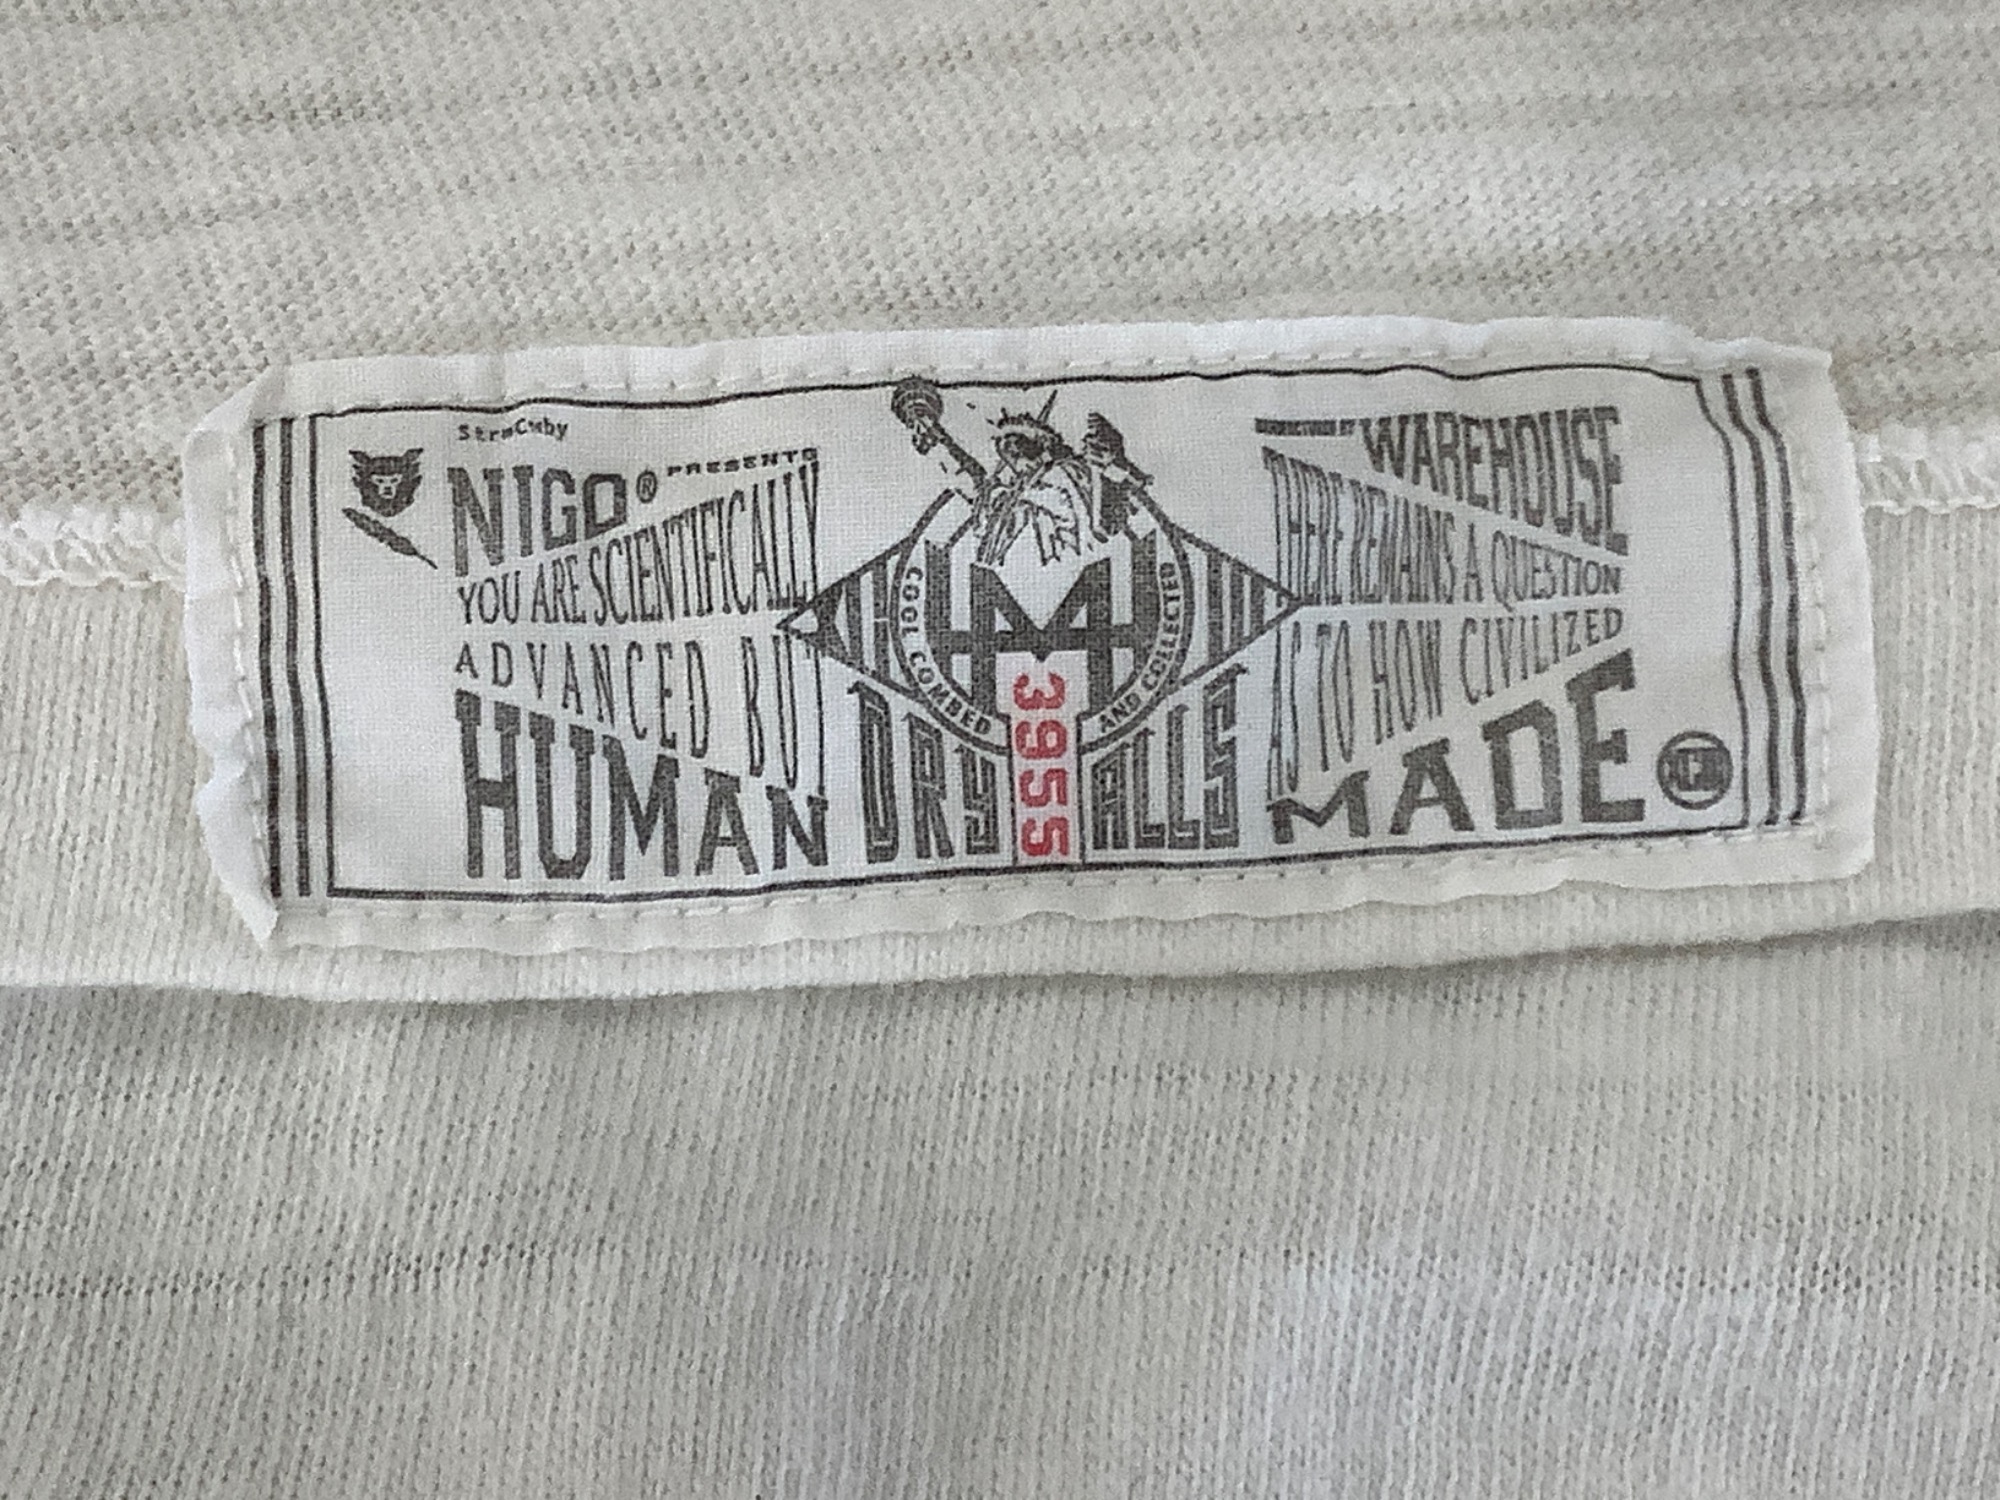 NIGO® PRESENTS
YOU ARE SCIENTIFICALLY
ADVANCED BUT
HUMAN
HM
COOL COMBED
AND COLLECTED
DRY ALLS
3955
WAREHOUSE
THERE REMAINS A QUESTION
AS TO HOW CIVILIZED
MADE